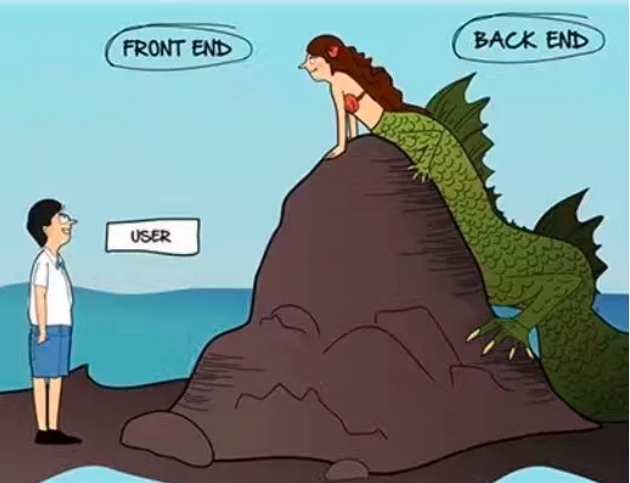 FRONT END
BACK END
USER